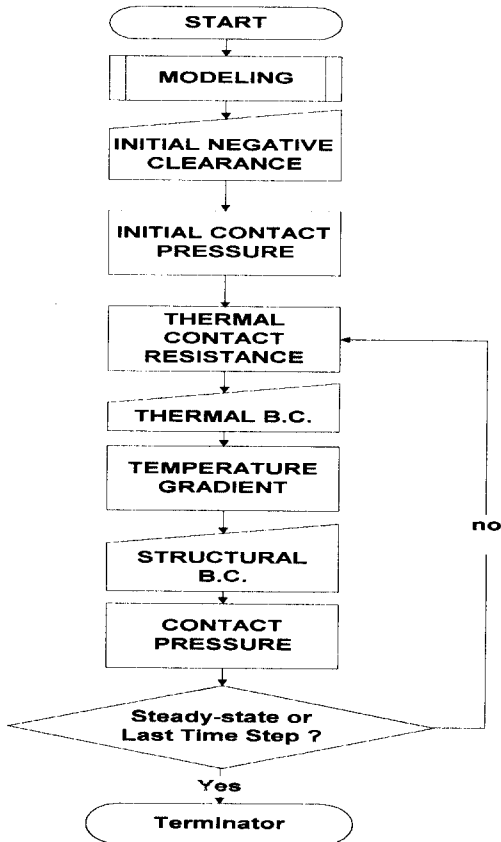 START
MODELING
INITIAL NEGATIVE
CLEARANCE
INITIAL CONTACT
PRESSURE
THERMAL
CONTACT
RESISTANCE
THERMAL B.C.
TEMPERATURE
GRADIENT
STRUCTURAL
B.C.
CONTACT
PRESSURE
Steady-state or
Last Time Step ?
no
Yes
Terminator